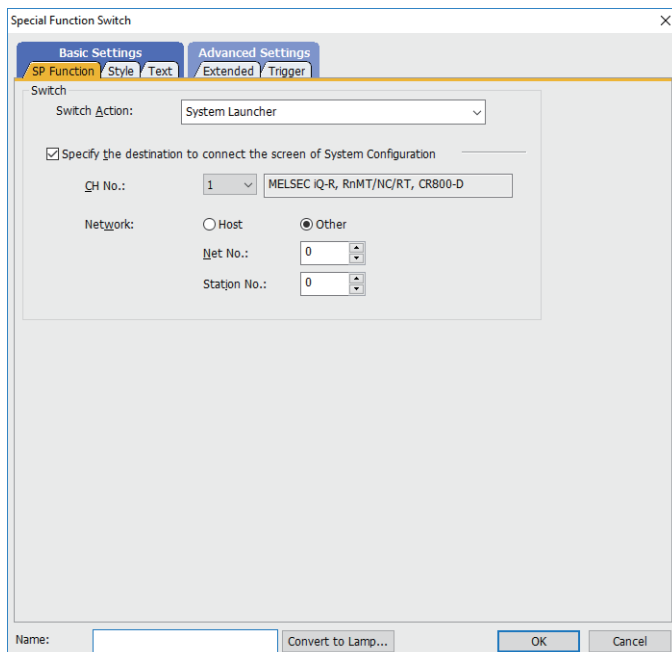 Special Function Switch
Basic Settings Advanced Settings
SP Function Style Text Extended Trigger
Switch
Switch Action: System Launcher
Specify the destination to connect the screen of System Configuration
CH No.: 1 MELSEC iQ-R, RnMT/NC/RT, CR800-D
Network: Host Other
Net No.: 0
Station No.: 0
Name: Convert to Lamp... OK Cancel